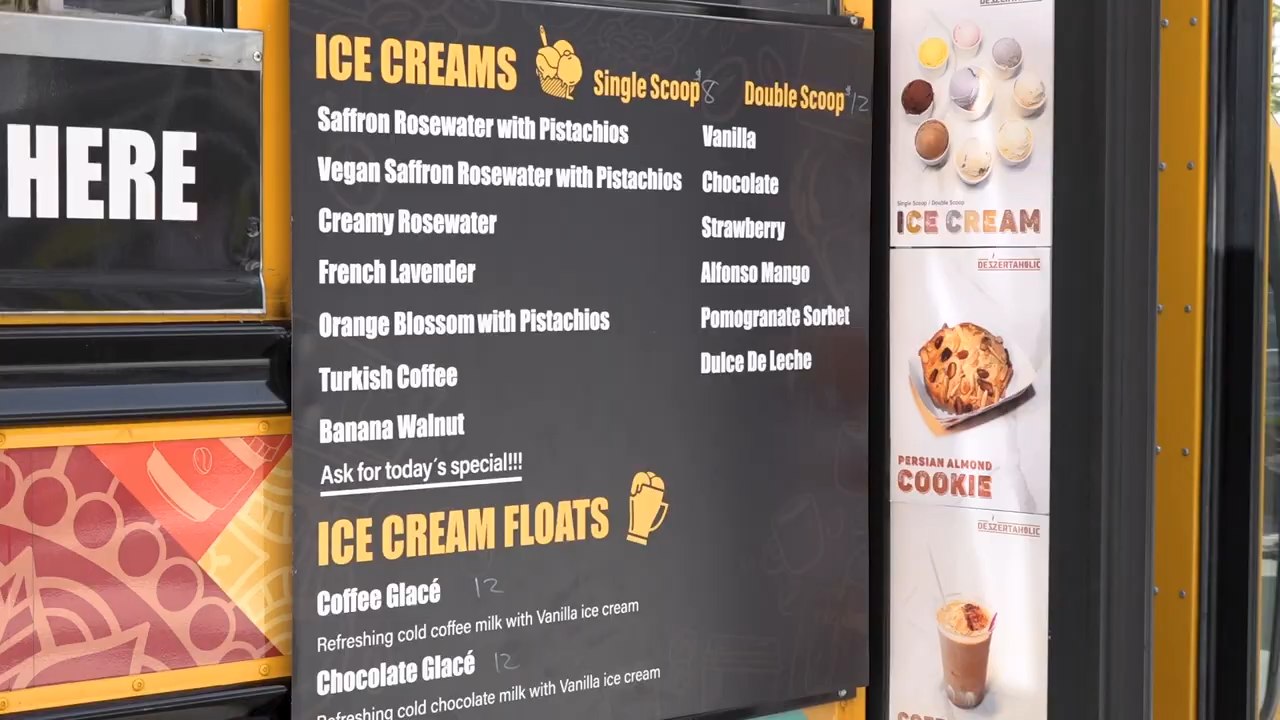 HERE
ICE CREAMS
Single Scoop $8
Double Scoop $12
Saffron Rosewater with Pistachios
Vegan Saffron Rosewater with Pistachios
Creamy Rosewater
French Lavender
Orange Blossom with Pistachios
Turkish Coffee
Banana Walnut
Ask for today´s special!!!
Vanilla
Chocolate
Strawberry
Alfonso Mango
Pomogranate Sorbet
Dulce De Leche
ICE CREAM FLOATS
Coffee Glacé 12
Refreshing cold coffee milk with Vanilla ice cream
Chocolate Glacé 12
Refreshing cold chocolate milk with Vanilla ice cream
Single Scoop / Double Scoop
ICE CREAM
DESZERTAHOLIC
PERSIAN ALMOND
COOKIE
DESZERTAHOLIC